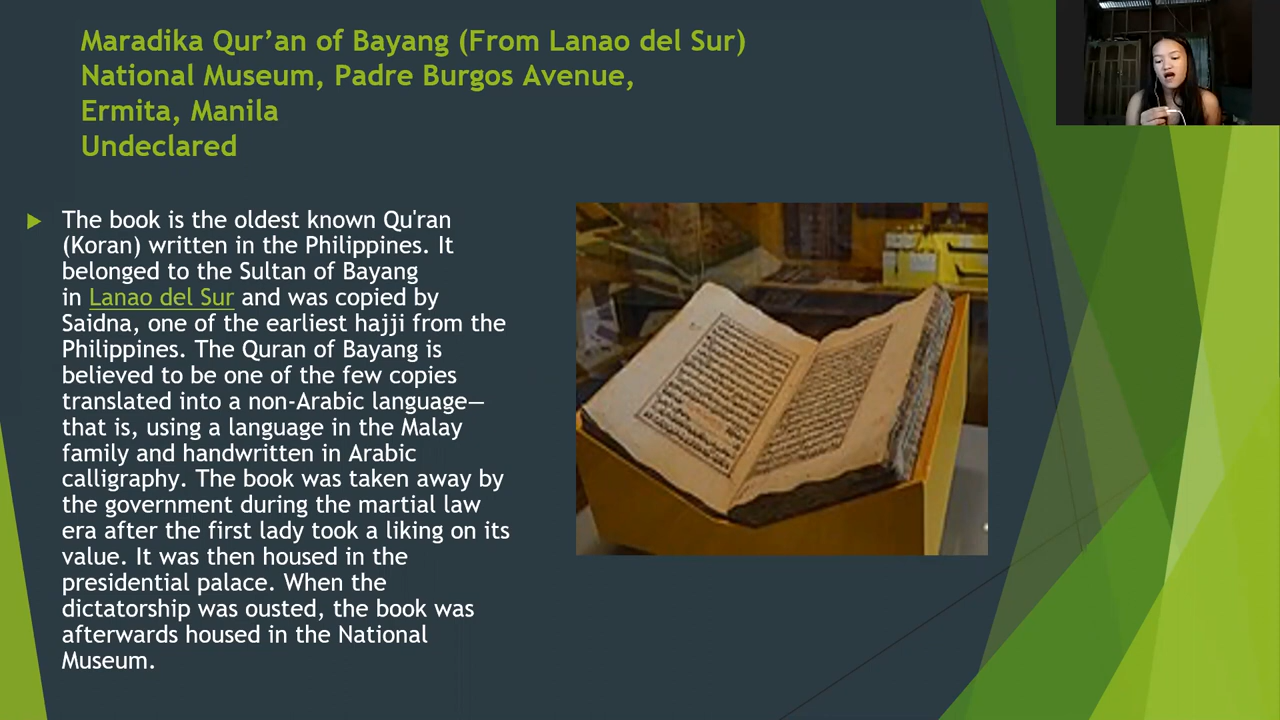 Maradika Qur’an of Bayang (From Lanao del Sur)
National Museum, Padre Burgos Avenue,
Ermita, Manila
Undeclared
The book is the oldest known Qu'ran
(Koran) written in the Philippines. It
belonged to the Sultan of Bayang
in Lanao del Sur and was copied by
Saidna, one of the earliest hajji from the
Philippines. The Quran of Bayang is
believed to be one of the few copies
translated into a non-Arabic language—
that is, using a language in the Malay
family and handwritten in Arabic
calligraphy. The book was taken away by
the government during the martial law
era after the first lady took a liking on its
value. It was then housed in the
presidential palace. When the
dictatorship was ousted, the book was
afterwards housed in the National
Museum.